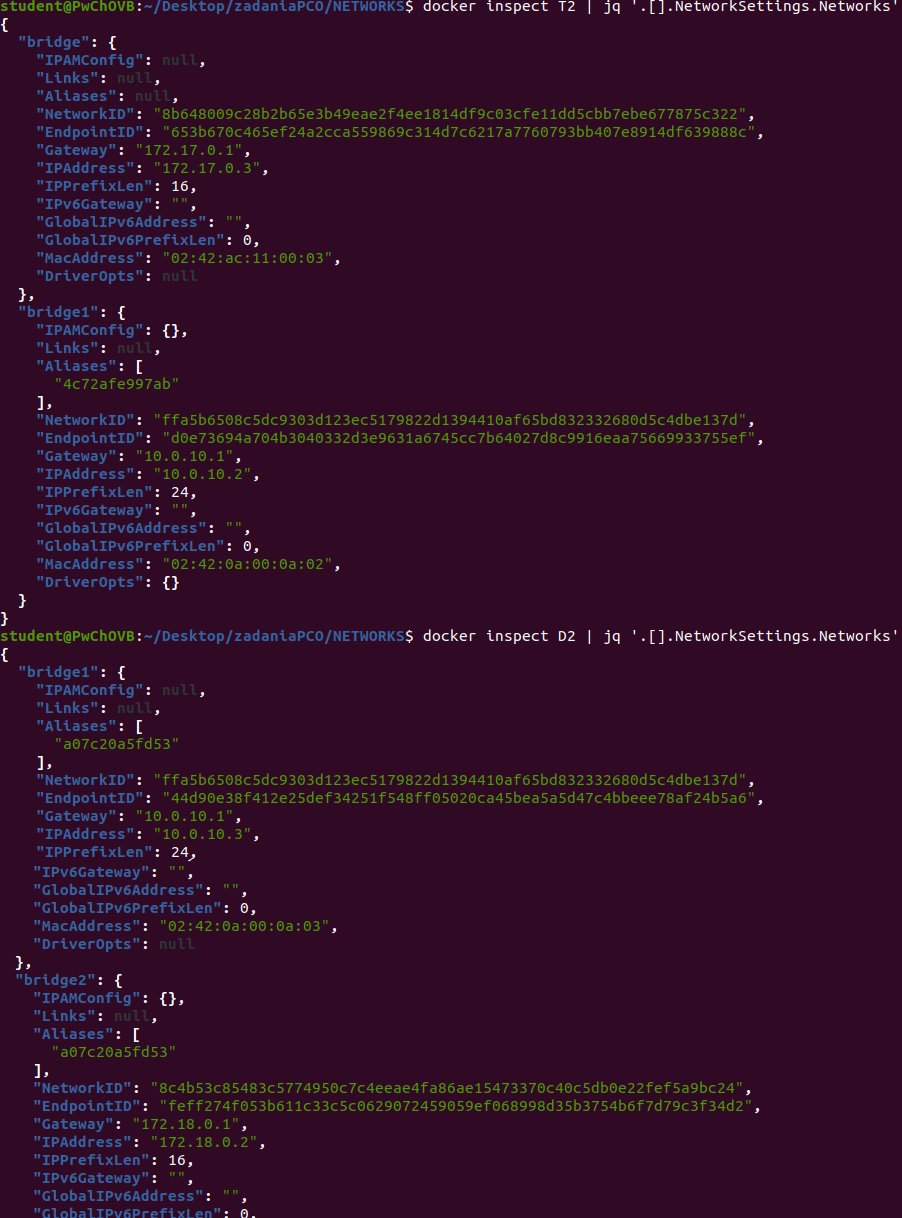 student@PwChOVB:~/Desktop/zadaniaPCO/NETWORKS$ docker inspect T2 | jq '.[].NetworkSettings.Networks'
{
  "bridge": {
    "IPAMConfig": null,
    "Links": null,
    "Aliases": null,
    "NetworkID": "8b648009c28b2b65e3b49eae2f4ee1814df9c03cfe11dd5cbb7ebe677875c322",
    "EndpointID": "653b670c465ef24a2cca559869c314d7c6217a7760793bb407e8914df639888c",
    "Gateway": "172.17.0.1",
    "IPAddress": "172.17.0.3",
    "IPPrefixLen": 16,
    "IPv6Gateway": "",
    "GlobalIPv6Address": "",
    "GlobalIPv6PrefixLen": 0,
    "MacAddress": "02:42:ac:11:00:03",
    "DriverOpts": null
  },
  "bridge1": {
    "IPAMConfig": {},
    "Links": null,
    "Aliases": [
      "4c72afe997ab"
    ],
    "NetworkID": "ffa5b6508c5dc9303d123ec5179822d1394410af65bd832332680d5c4dbe137d",
    "EndpointID": "d0e73694a704b3040332d3e9631a6745cc7b64027d8c9916eaa75669933755ef",
    "Gateway": "10.0.10.1",
    "IPAddress": "10.0.10.2",
    "IPPrefixLen": 24,
    "IPv6Gateway": "",
    "GlobalIPv6Address": "",
    "GlobalIPv6PrefixLen": 0,
    "MacAddress": "02:42:0a:00:0a:02",
    "DriverOpts": {}
  }
}
student@PwChOVB:~/Desktop/zadaniaPCO/NETWORKS$ docker inspect D2 | jq '.[].NetworkSettings.Networks'
{
  "bridge1": {
    "IPAMConfig": null,
    "Links": null,
    "Aliases": [
      "a07c20a5fd53"
    ],
    "NetworkID": "ffa5b6508c5dc9303d123ec5179822d1394410af65bd832332680d5c4dbe137d",
    "EndpointID": "44d90e38f412e25def34251f548ff05020ca45bea5a5d47c4bbeee78af24b5a6",
    "Gateway": "10.0.10.1",
    "IPAddress": "10.0.10.3",
    "IPPrefixLen": 24,
    "IPv6Gateway": "",
    "GlobalIPv6Address": "",
    "GlobalIPv6PrefixLen": 0,
    "MacAddress": "02:42:0a:00:0a:03",
    "DriverOpts": null
  },
  "bridge2": {
    "IPAMConfig": {},
    "Links": null,
    "Aliases": [
      "a07c20a5fd53"
    ],
    "NetworkID": "8c4b53c85483c5774950c7c4eeae4fa86ae15473370c40c5db0e22fef5a9bc24",
    "EndpointID": "feff274f053b611c33c5c0629072459059ef068998d35b3754b6f7d79c3f34d2",
    "Gateway": "172.18.0.1",
    "IPAddress": "172.18.0.2",
    "IPPrefixLen": 16,
    "IPv6Gateway": "",
    "GlobalIPv6Address": "",
    "GlobalIPv6PrefixLen": 0,